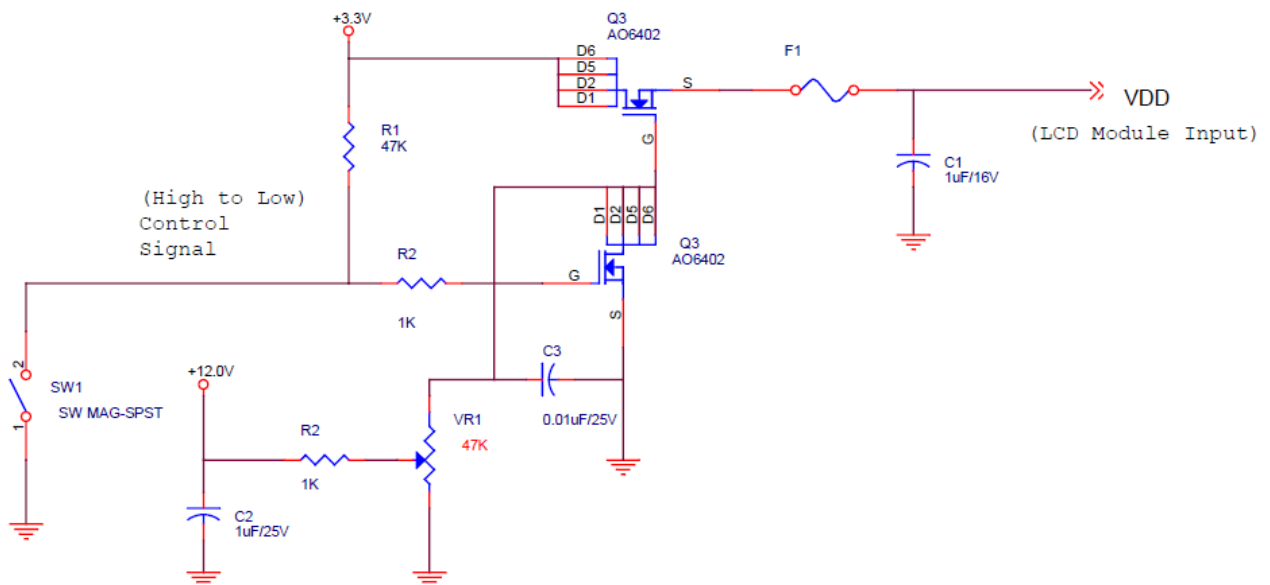 +3.3V
Q3
AO6402
D6
D5
D2
D1
S
G
F1
VDD
(LCD Module Input)
R1
47K
C1
1uF/16V
(High to Low)
Control
Signal
D1
D2
D5
D6
Q3
AO6402
R2
1K
G
S
2
1
SW1
SW MAG-SPST
+12.0V
C3
0.01uF/25V
VR1
47K
R2
1K
C2
1uF/25V